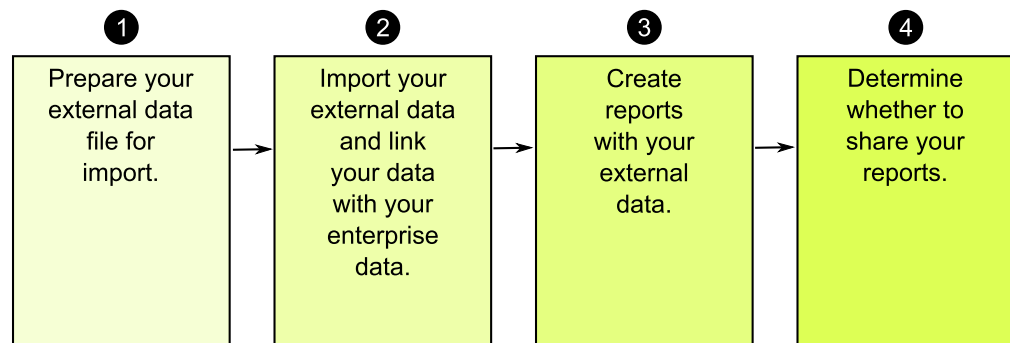 1
Prepare your
external data
file for
import.
2
Import your
external data
and link
your data
with your
enterprise
data.
3
Create
reports
with your
external
data.
4
Determine
whether to
share your
reports.